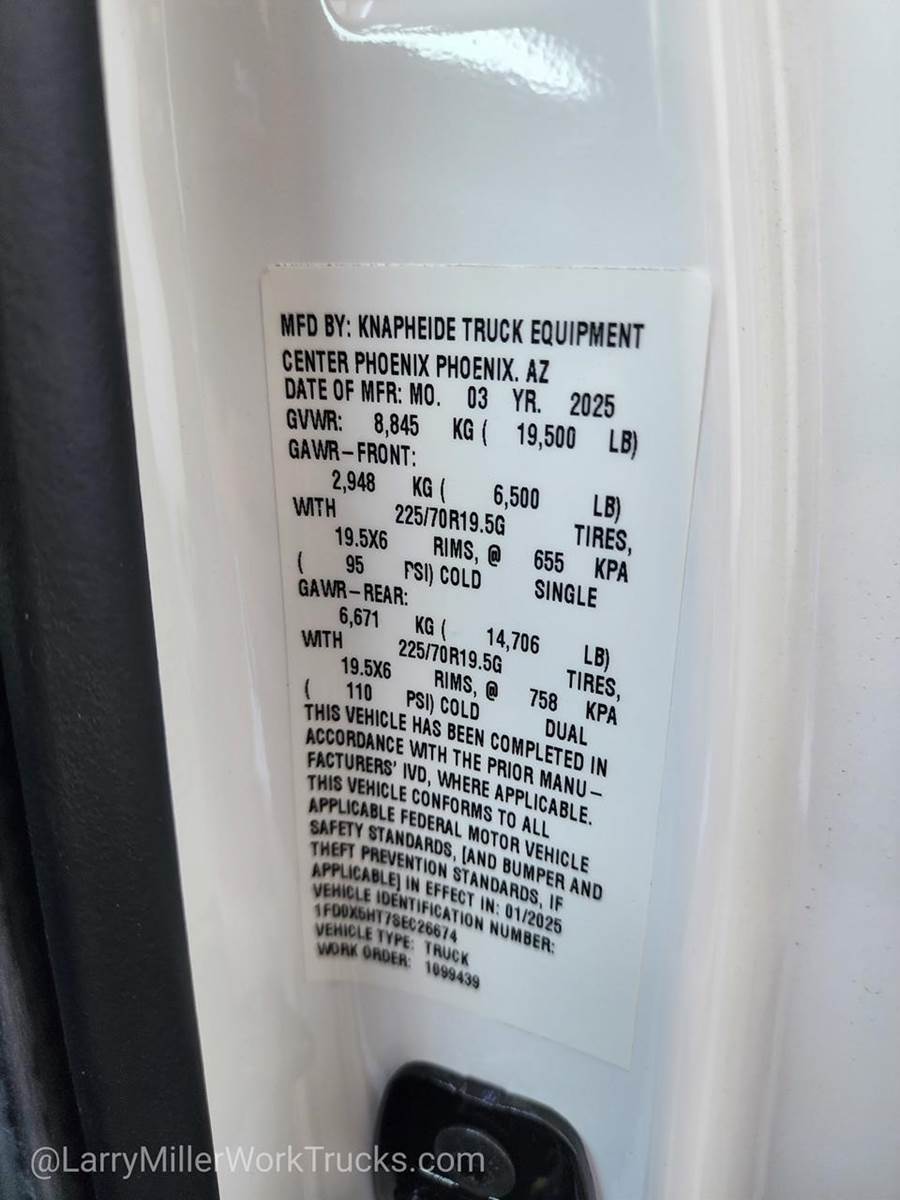 MFD BY: KNAPHEIDE TRUCK EQUIPMENT
CENTER PHOENIX PHOENIX. AZ
DATE OF MFR: MO. 03 YR. 2025
GVWR: 8,845 KG ( 19,500 LB)
GAWR-FRONT:
2,948 KG ( 6,500 LB)
WITH 225/70R19.5G TIRES,
19.5X6 RIMS, @ 655 KPA
( 95 PSI) COLD SINGLE
GAWR-REAR:
6,671 KG ( 14,706 LB)
WITH 225/70R19.5G TIRES,
19.5X6 RIMS, @ 758 KPA
( 110 PSI) COLD DUAL
THIS VEHICLE HAS BEEN COMPLETED IN
ACCORDANCE WITH THE PRIOR MANU-
FACTURERS' IVD, WHERE APPLICABLE.
THIS VEHICLE CONFORMS TO ALL
APPLICABLE FEDERAL MOTOR VEHICLE
SAFETY STANDARDS, [AND BUMPER AND
THEFT PREVENTION STANDARDS, IF
APPLICABLE] IN EFFECT IN: 01/2025
VEHICLE IDENTIFICATION NUMBER:
1FD0X5HT7SEC26674
VEHICLE TYPE: TRUCK
WORK ORDER: 1099439
@LarryMillerWorkTrucks.com